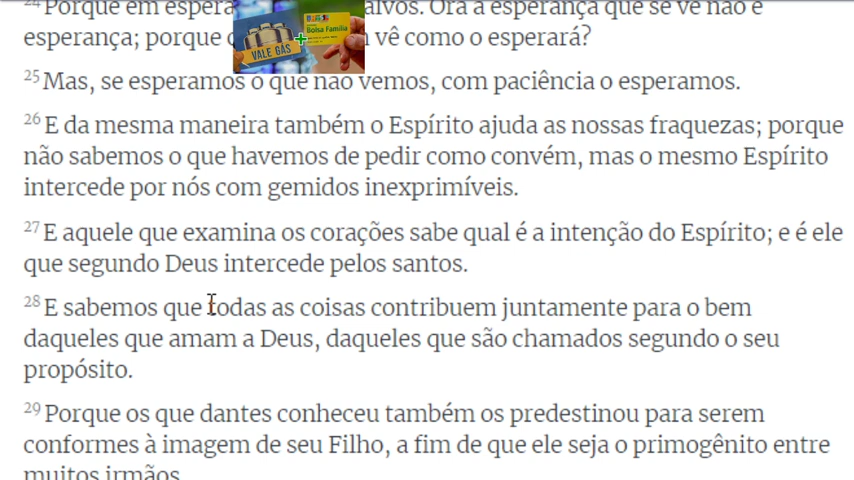 24 Porque em espera alvos. Ora a esperança que se vê não é
esperança; porque vê como o esperará?
VALE GÁS
Bolsa Família
25 Mas, se esperamos o que não vemos, com paciência o esperamos.
26 E da mesma maneira também o Espírito ajuda as nossas fraquezas; porque
não sabemos o que havemos de pedir como convém, mas o mesmo Espírito
intercede por nós com gemidos inexprimíveis.
27 E aquele que examina os corações sabe qual é a intenção do Espírito; e é ele
que segundo Deus intercede pelos santos.
28 E sabemos que todas as coisas contribuem juntamente para o bem
daqueles que amam a Deus, daqueles que são chamados segundo o seu
propósito.
29 Porque os que dantes conheceu também os predestinou para serem
conformes à imagem de seu Filho, a fim de que ele seja o primogênito entre
muitos irmãos.